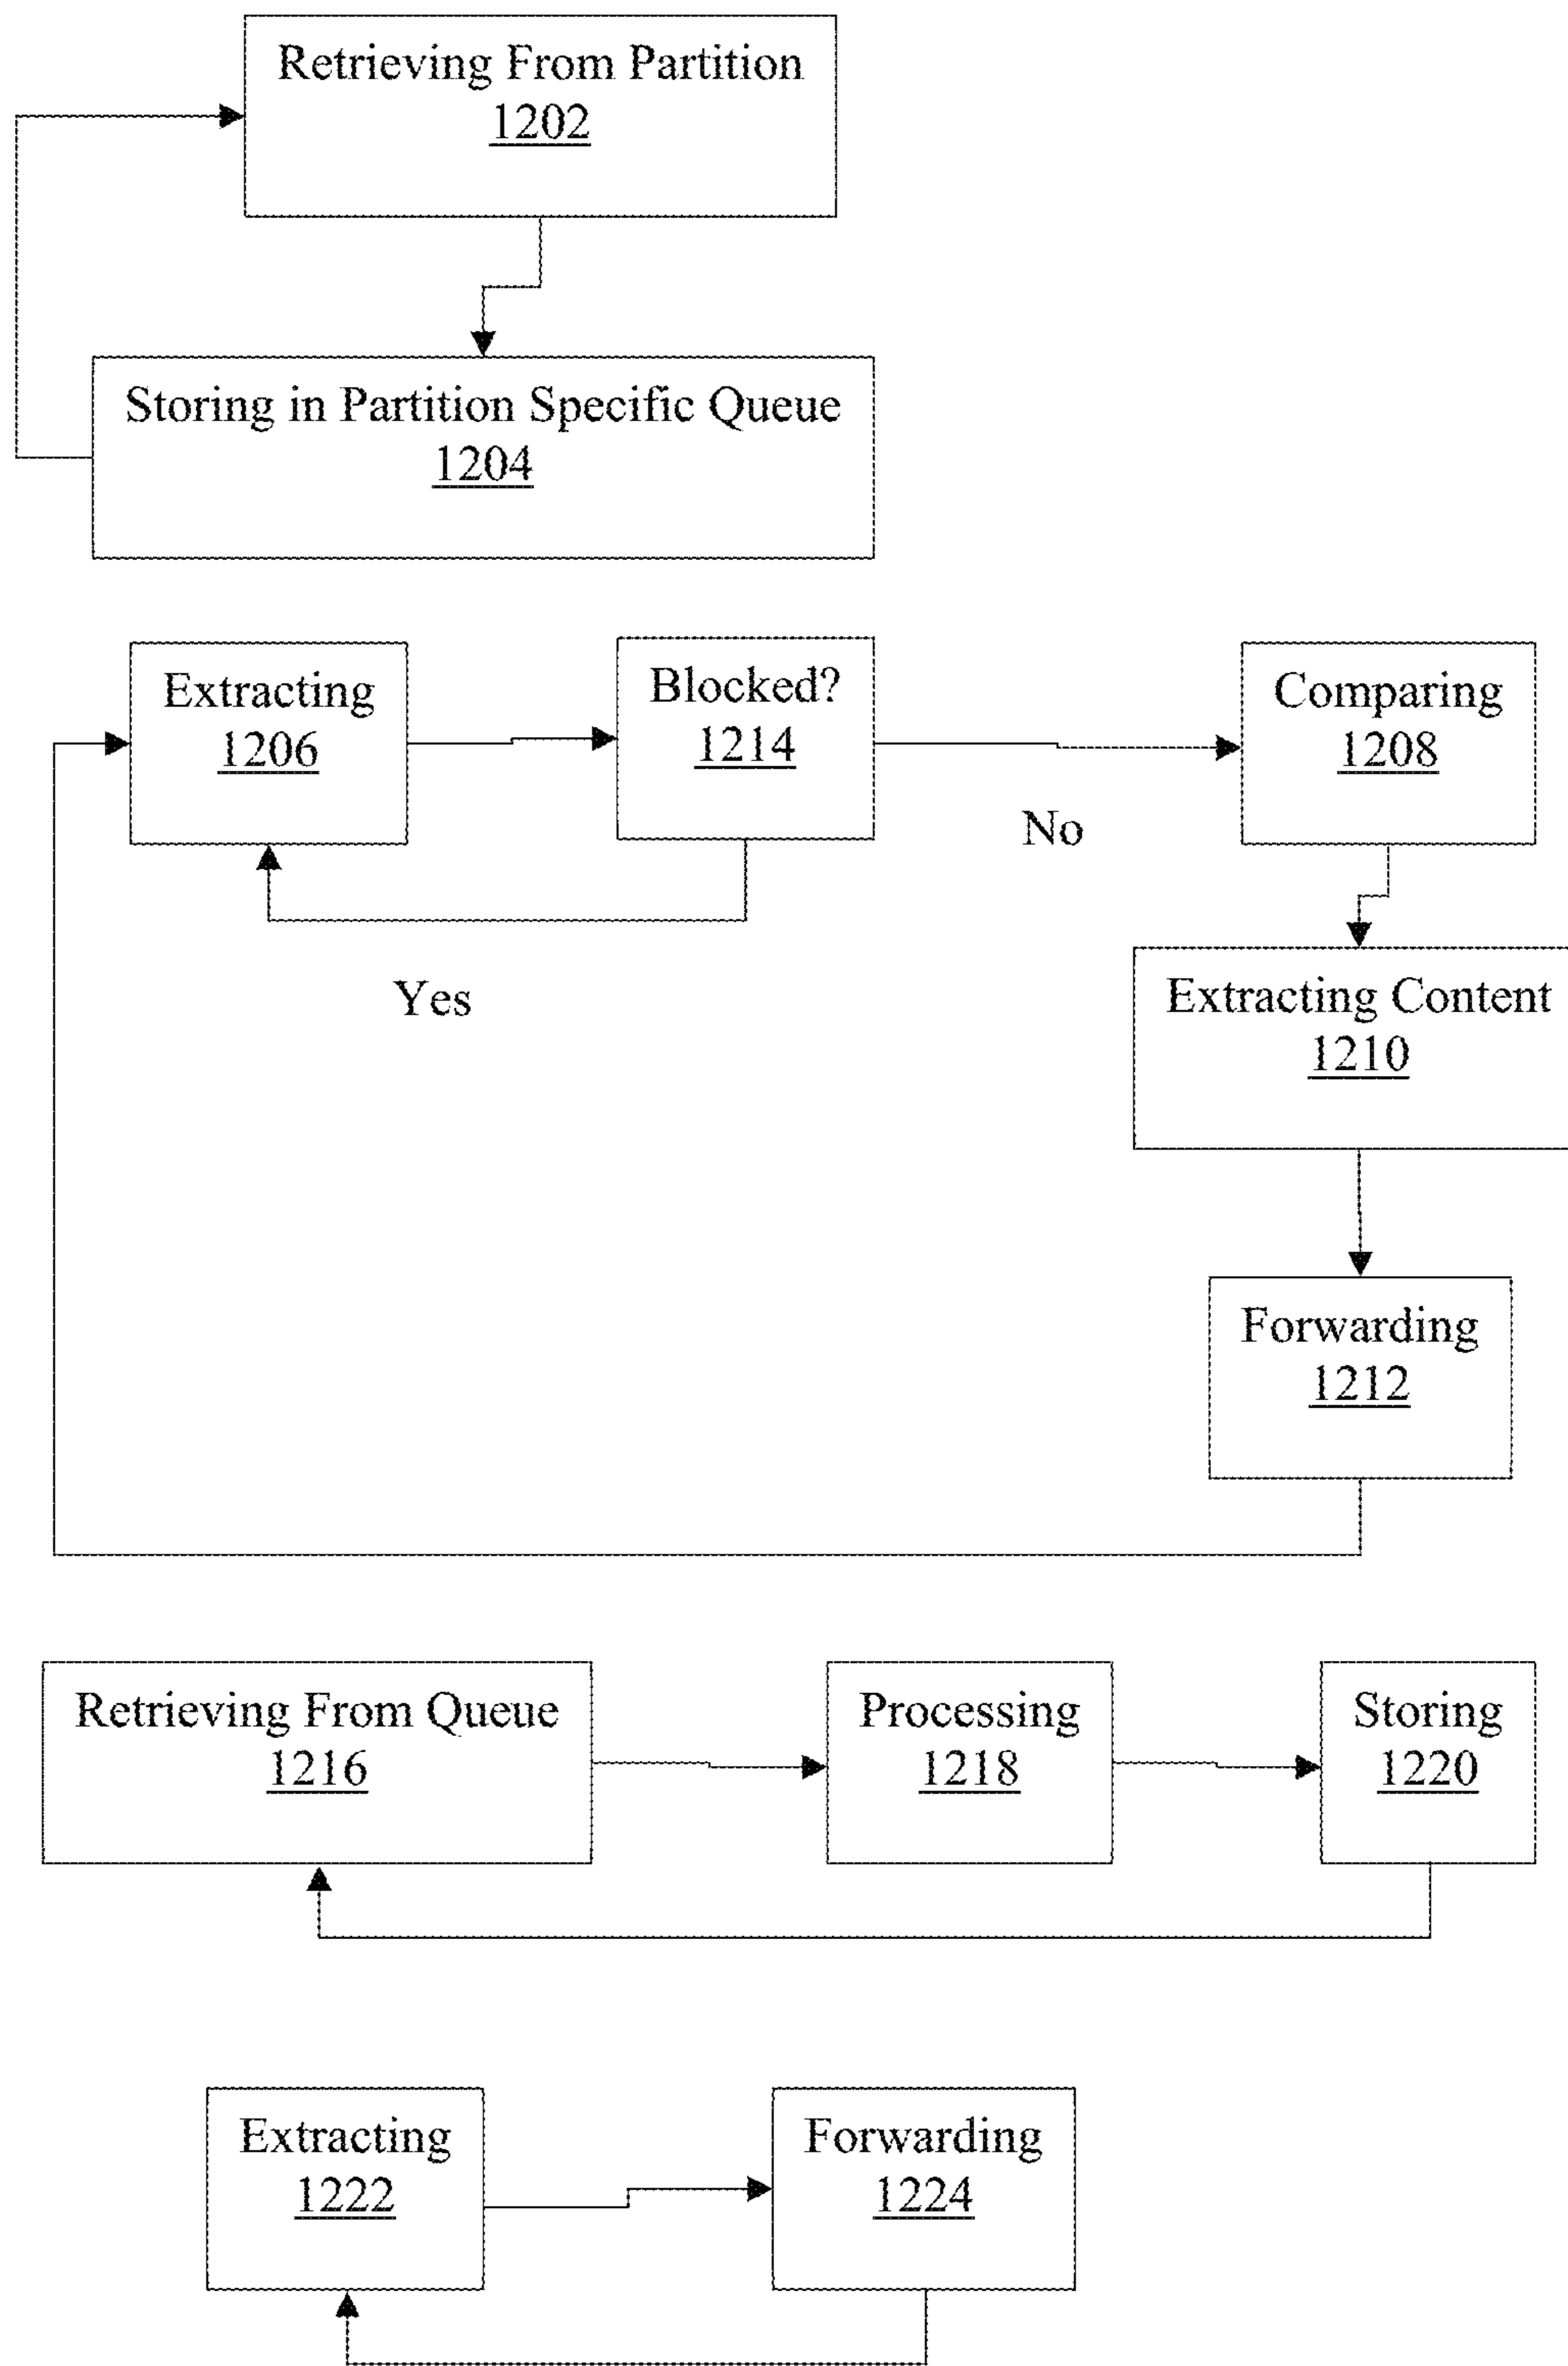 Retrieving From Partition
1202
Storing in Partition Specific Queue
1204
Extracting
1206
Blocked?
1214
Comparing
1208
No
Yes
Extracting Content
1210
Forwarding
1212
Retrieving From Queue
1216
Processing
1218
Storing
1220
Extracting
1222
Forwarding
1224